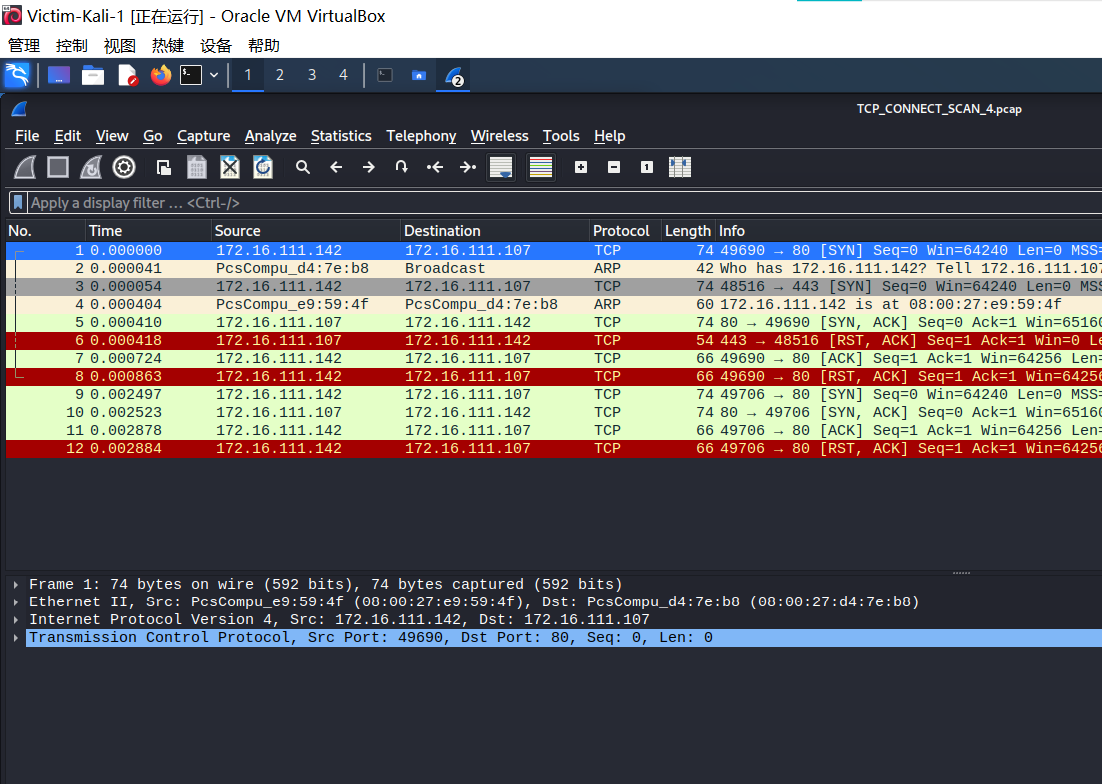 Victim-Kali-1 [正在运行] - Oracle VM VirtualBox
管理 控制 视图 热键 设备 帮助
1 2 3 4 2
TCP_CONNECT_SCAN_4.pcap
File Edit View Go Capture Analyze Statistics Telephony Wireless Tools Help
Apply a display filter ... <Ctrl-/>
No. Time Source Destination Protocol Length Info
1 0.000000 172.16.111.142 172.16.111.107 TCP 74 49690 → 80 [SYN] Seq=0 Win=64240 Len=0 MSS=
2 0.000041 PcsCompu_d4:7e:b8 Broadcast ARP 42 Who has 172.16.111.142? Tell 172.16.111.107
3 0.000054 172.16.111.142 172.16.111.107 TCP 74 48516 → 443 [SYN] Seq=0 Win=64240 Len=0 MSS
4 0.000404 PcsCompu_e9:59:4f PcsCompu_d4:7e:b8 ARP 60 172.16.111.142 is at 08:00:27:e9:59:4f
5 0.000410 172.16.111.107 172.16.111.142 TCP 74 80 → 49690 [SYN, ACK] Seq=0 Ack=1 Win=65160
6 0.000418 172.16.111.107 172.16.111.142 TCP 54 443 → 48516 [RST, ACK] Seq=1 Ack=1 Win=0 Le
7 0.000724 172.16.111.142 172.16.111.107 TCP 66 49690 → 80 [ACK] Seq=1 Ack=1 Win=64256 Len=
8 0.000863 172.16.111.142 172.16.111.107 TCP 66 49690 → 80 [RST, ACK] Seq=1 Ack=1 Win=64256
9 0.002497 172.16.111.142 172.16.111.107 TCP 74 49706 → 80 [SYN] Seq=0 Win=64240 Len=0 MSS=
10 0.002523 172.16.111.107 172.16.111.142 TCP 74 80 → 49706 [SYN, ACK] Seq=0 Ack=1 Win=65160
11 0.002878 172.16.111.142 172.16.111.107 TCP 66 49706 → 80 [ACK] Seq=1 Ack=1 Win=64256 Len=
12 0.002884 172.16.111.142 172.16.111.107 TCP 66 49706 → 80 [RST, ACK] Seq=1 Ack=1 Win=64256
Frame 1: 74 bytes on wire (592 bits), 74 bytes captured (592 bits)
Ethernet II, Src: PcsCompu_e9:59:4f (08:00:27:e9:59:4f), Dst: PcsCompu_d4:7e:b8 (08:00:27:d4:7e:b8)
Internet Protocol Version 4, Src: 172.16.111.142, Dst: 172.16.111.107
Transmission Control Protocol, Src Port: 49690, Dst Port: 80, Seq: 0, Len: 0